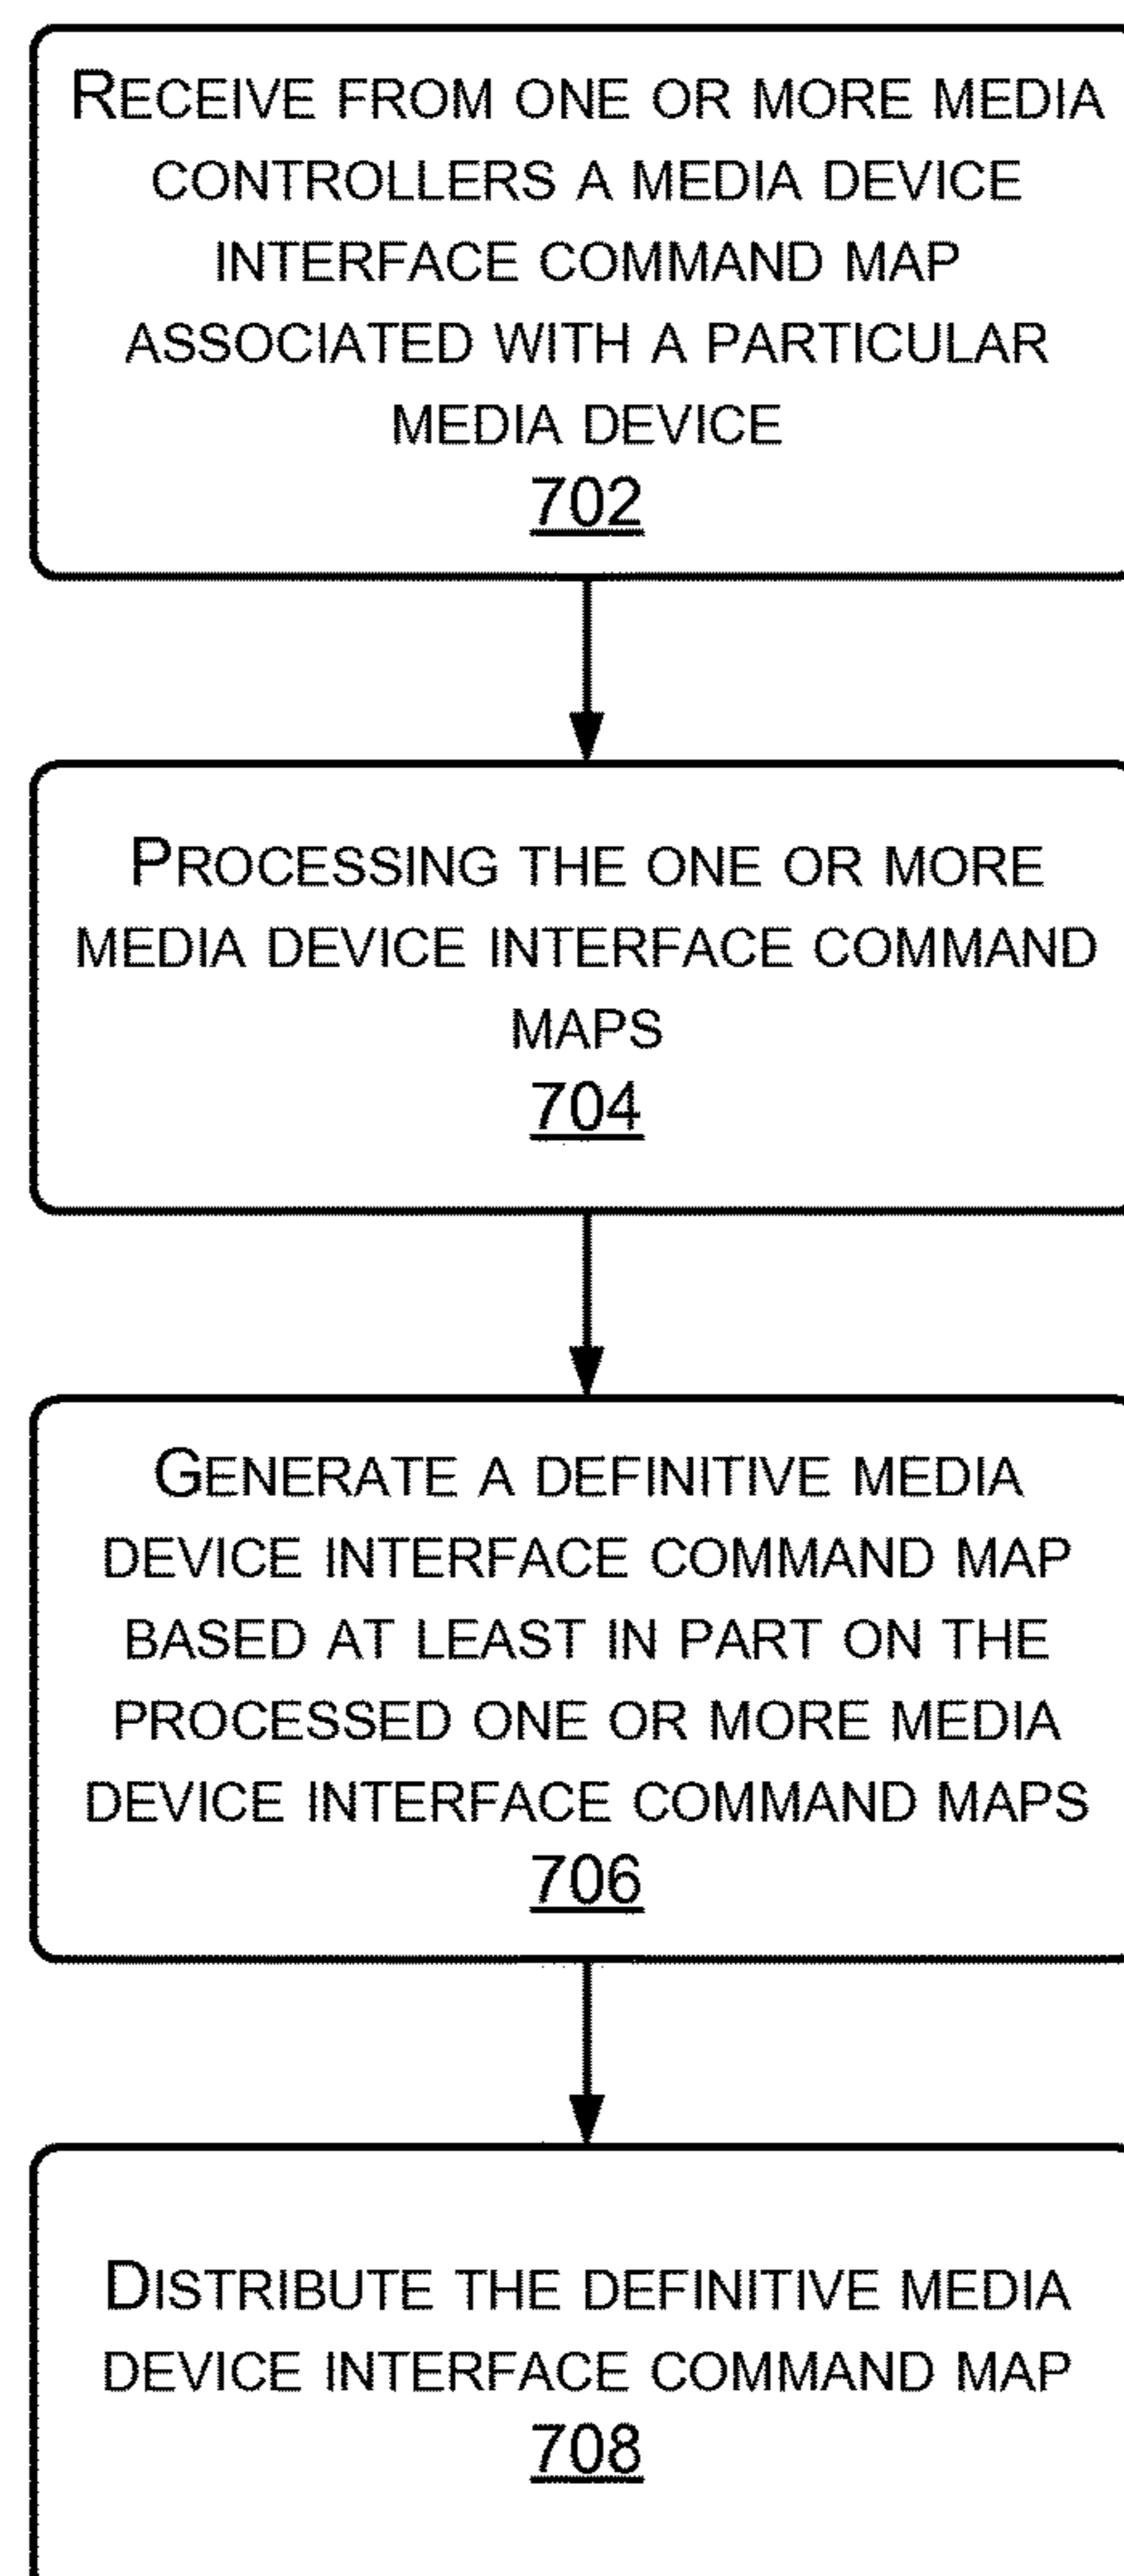 RECEIVE FROM ONE OR MORE MEDIA
CONTROLLERS A MEDIA DEVICE
INTERFACE COMMAND MAP
ASSOCIATED WITH A PARTICULAR
MEDIA DEVICE
702
PROCESSING THE ONE OR MORE
MEDIA DEVICE INTERFACE COMMAND
MAPS
704
GENERATE A DEFINITIVE MEDIA
DEVICE INTERFACE COMMAND MAP
BASED AT LEAST IN PART ON THE
PROCESSED ONE OR MORE MEDIA
DEVICE INTERFACE COMMAND MAPS
706
DISTRIBUTE THE DEFINITIVE MEDIA
DEVICE INTERFACE COMMAND MAP
708